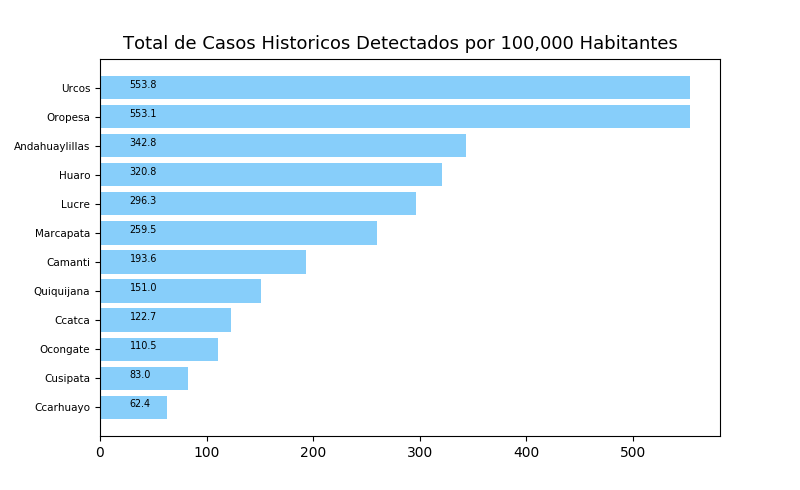 Total de Casos Historicos Detectados por 100,000 Habitantes
Urcos 553.8
Oropesa 553.1
Andahuaylillas 342.8
Huaro 320.8
Lucre 296.3
Marcapata 259.5
Camanti 193.6
Quiquijana 151.0
Ccatca 122.7
Ocongate 110.5
Cusipata 83.0
Ccarhuayo 62.4
0 100 200 300 400 500